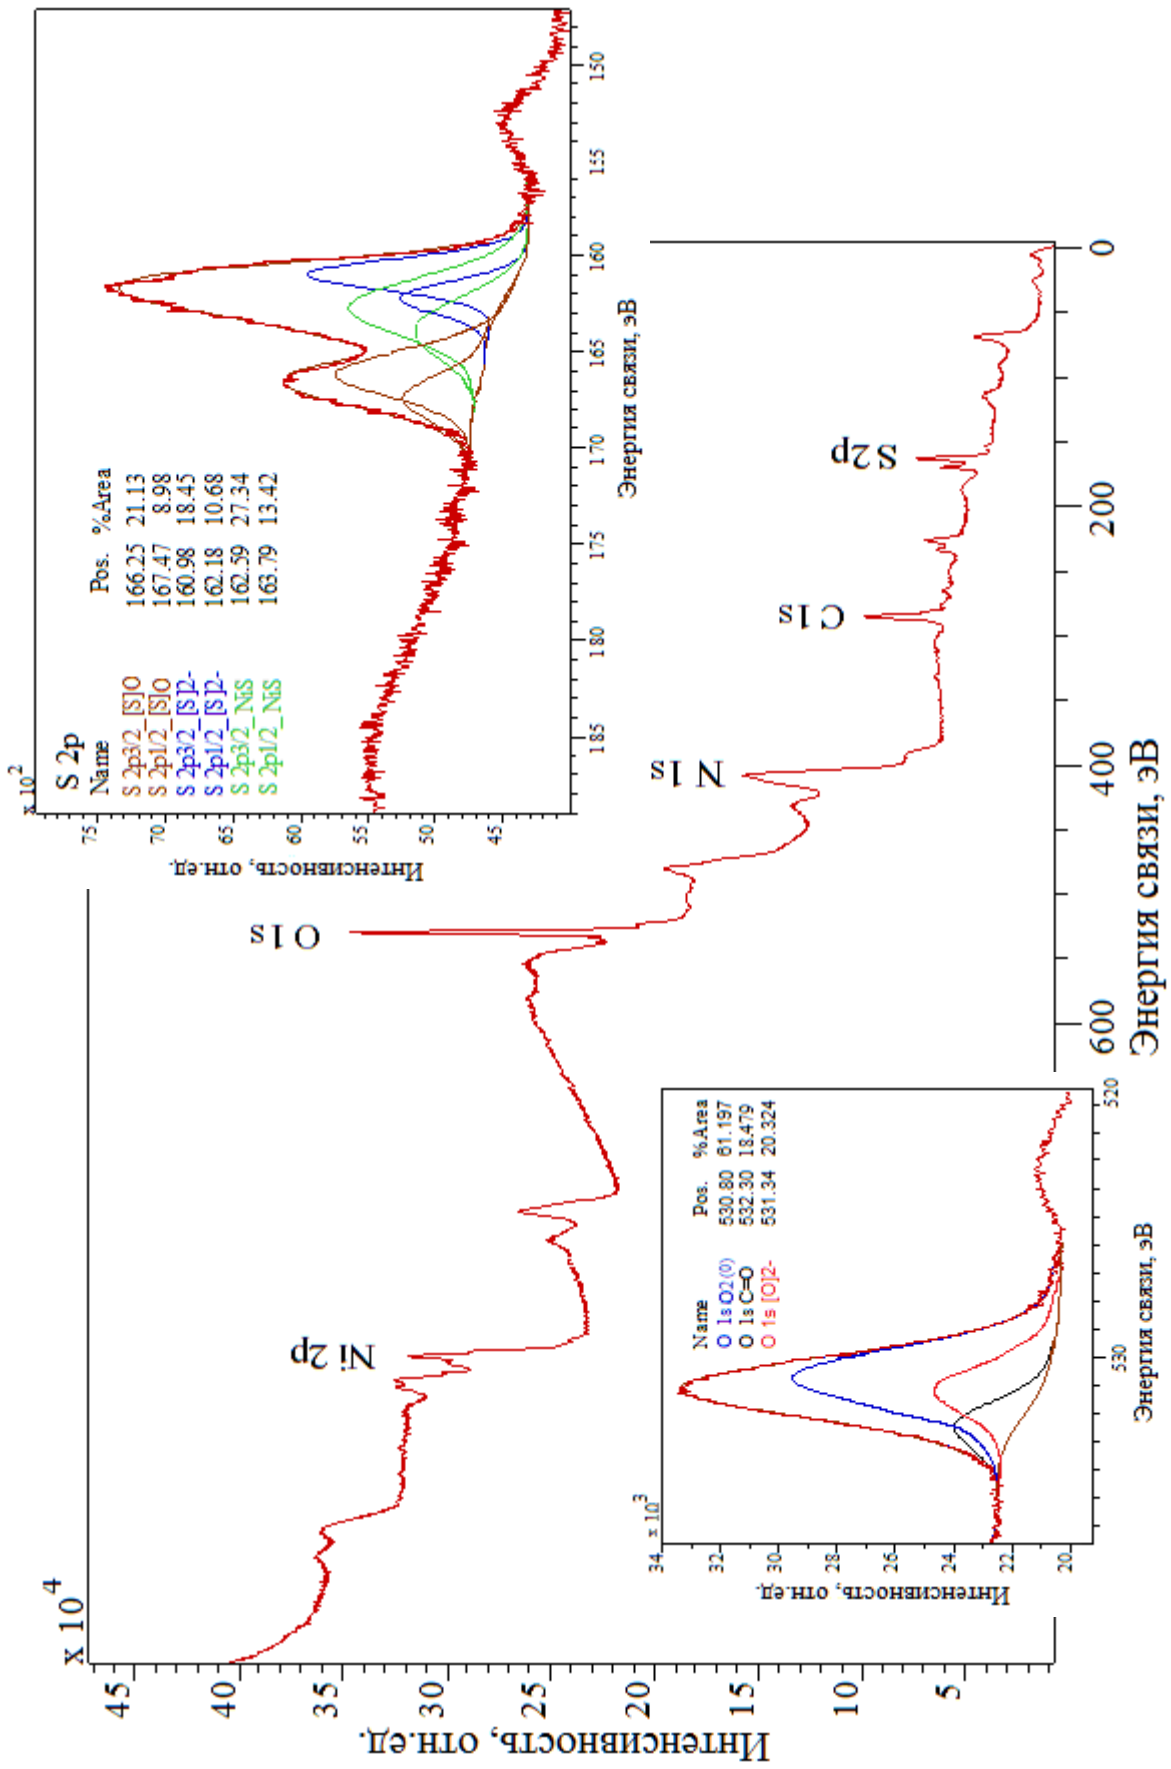 x 10^4
45
40
35
30
25
20
15
10
5
Интенсивность, отн.ед.
600
400
200
0
Энергия связи, эВ
Ni 2p
O 1s
N 1s
C 1s
S 2p
x 10^2
75
70
65
60
55
50
45
Интенсивность, отн.ед.
S 2p
Name Pos. %Area
S 2p3/2_[S]O 166.25 21.13
S 2p1/2_[S]O 167.47 8.98
S 2p3/2_[S]2- 160.98 18.45
S 2p1/2_[S]2- 162.18 10.68
S 2p3/2_NiS 162.59 27.34
S 2p1/2_NiS 163.79 13.42
185
180
175
170
165
160
155
150
Энергия связи, эВ
x 10^3
34
32
30
28
26
24
22
20
Интенсивность, отн.ед.
Name Pos. %Area
O 1s O2(0) 530.80 61.197
O 1s C=O 532.30 18.479
O 1s [O]2- 531.34 20.324
530
520
Энергия связи, эВ